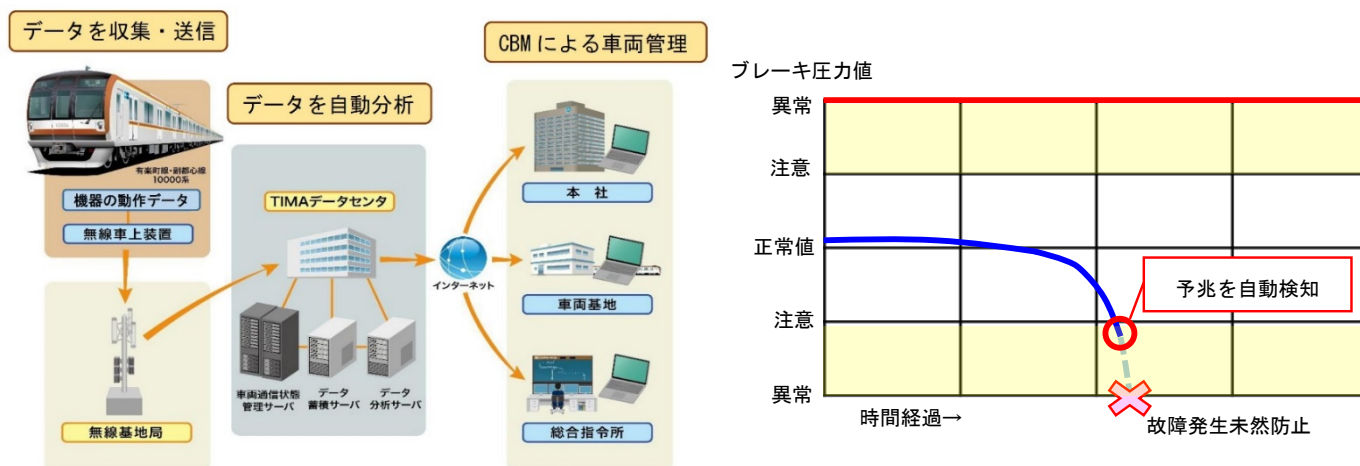 データを収集・送信
有楽町線・副都心線
10000系
機器の動作データ
無線車上装置
無線基地局
データを自動分析
TIMAデータセンタ
車両通信状態
管理サーバ
データ
蓄積サーバ
データ
分析サーバ
インターネット
CBMによる車両管理
本 社
車両基地
総合指令所
ブレーキ圧力値
異常
注意
正常値
注意
異常
予兆を自動検知
時間経過→
故障発生未然防止